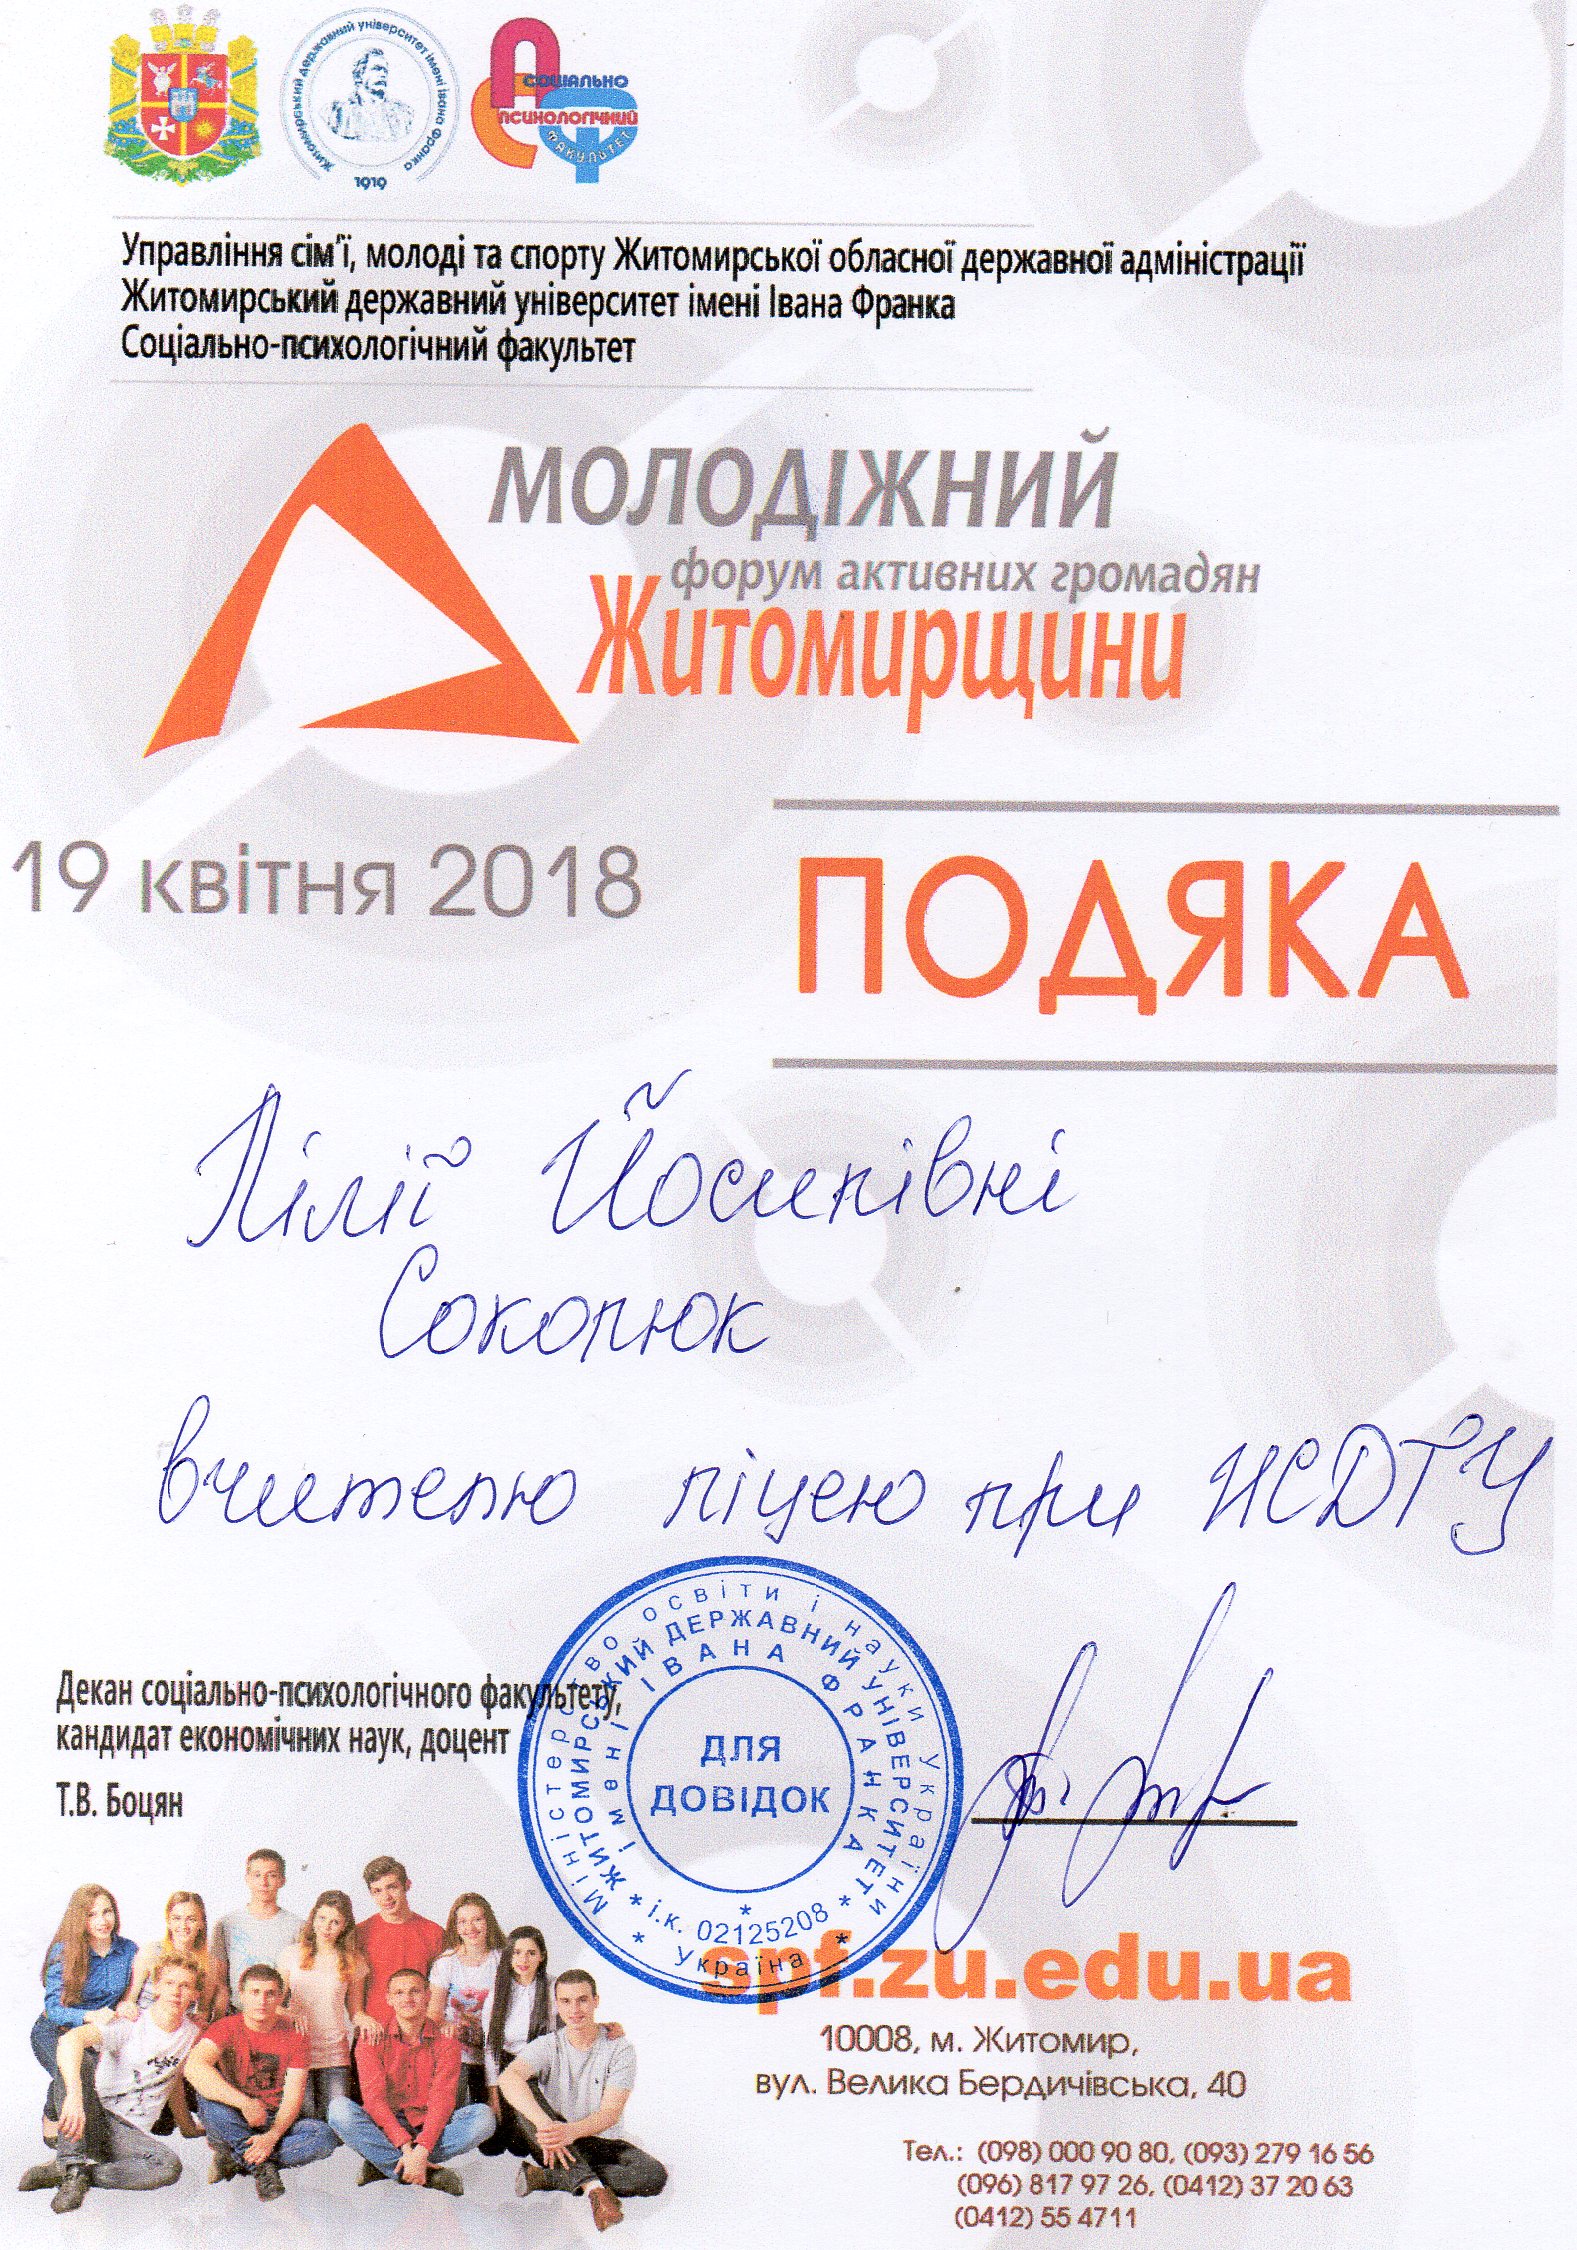 Житомирський державний університет імені Івана Франка
1919
СОЦІАЛЬНО
ПСИХОЛОГІЧНИЙ
ФАКУЛЬТЕТ
Управління сім'ї, молоді та спорту Житомирської обласної державної адміністрації
Житомирський державний університет імені Івана Франка
Соціально-психологічний факультет
МОЛОДІЖНИЙ
форум активних громадян
Житомирщини
19 квітня 2018
ПОДЯКА
Лілії Йосипівні
Соколюк
вчителю ліцею при ЖДТУ
Декан соціально-психологічного факультету,
кандидат економічних наук, доцент
Т.В. Боцян
Міністерство освіти і науки України
ЖИТОМИРСЬКИЙ ДЕРЖАВНИЙ УНІВЕРСИТЕТ
імені ІВАНА ФРАНКА
ДЛЯ
ДОВІДОК
* і.к. 02125208 *
* Україна *
spf.zu.edu.ua
10008, м. Житомир,
вул. Велика Бердичівська, 40
Тел.: (098) 000 90 80, (093) 279 16 56
(096) 817 97 26, (0412) 37 20 63
(0412) 55 4711